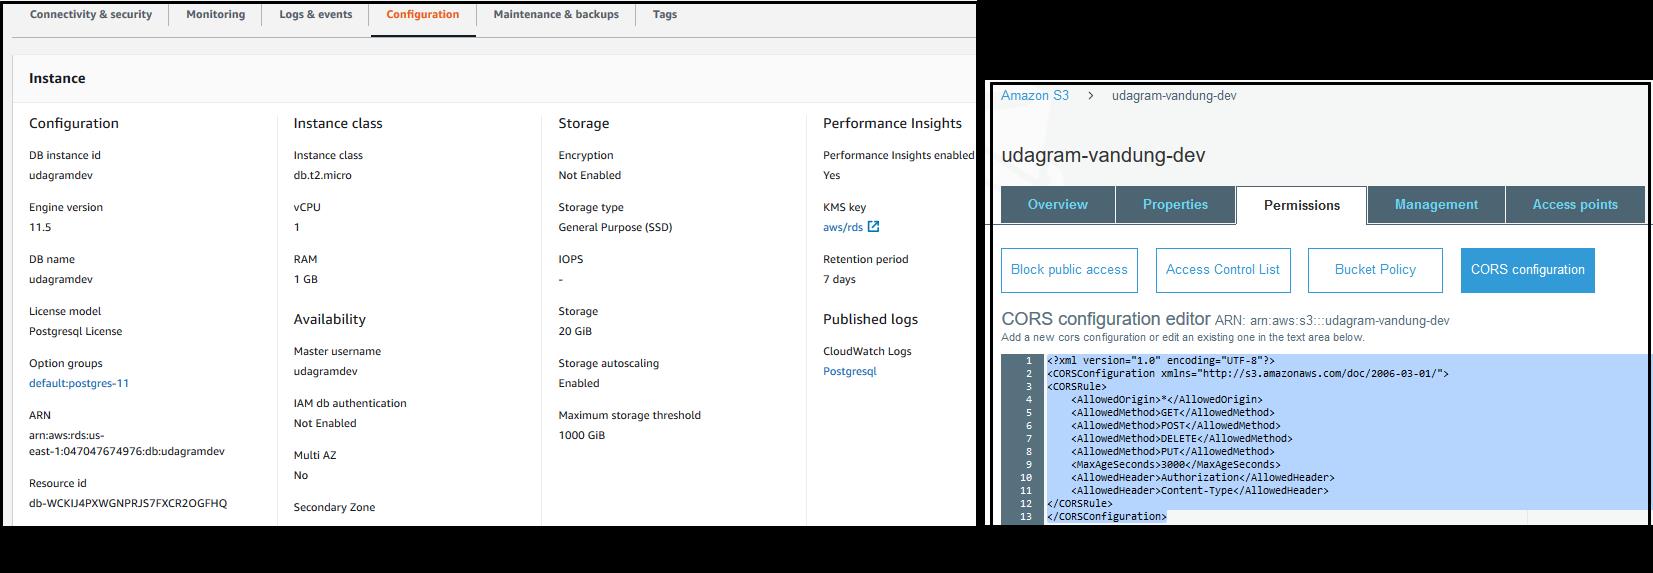 Connectivity & security
Monitoring
Logs & events
Configuration
Maintenance & backups
Tags
Instance
Configuration
DB instance id
udagramdev
Engine version
11.5
DB name
udagramdev
License model
Postgresql License
Option groups
default:postgres-11
ARN
arn:aws:rds:us-
east-1:047047674976:db:udagramdev
Resource id
db-WCKIJ4PXWGNPRJS7FXCR2OGFHQ
Instance class
Instance class
db.t2.micro
vCPU
1
RAM
1 GB
Availability
Master username
udagramdev
IAM db authentication
Not Enabled
Multi AZ
No
Secondary Zone
Storage
Encryption
Not Enabled
Storage type
General Purpose (SSD)
IOPS
-
Storage
20 GiB
Storage autoscaling
Enabled
Maximum storage threshold
1000 GiB
Performance Insights
Performance Insights enabled
Yes
KMS key
aws/rds
Retention period
7 days
Published logs
CloudWatch Logs
Postgresql
Amazon S3 > udagram-vandung-dev
udagram-vandung-dev
Overview
Properties
Permissions
Management
Access points
Block public access
Access Control List
Bucket Policy
CORS configuration
CORS configuration editor ARN: arn:aws:s3:::udagram-vandung-dev
Add a new cors configuration or edit an existing one in the text area below.
1 <?xml version="1.0" encoding="UTF-8"?>
2 <CORSConfiguration xmlns="http://s3.amazonaws.com/doc/2006-03-01/">
3 <CORSRule>
4 <AllowedOrigin>*</AllowedOrigin>
5 <AllowedMethod>GET</AllowedMethod>
6 <AllowedMethod>POST</AllowedMethod>
7 <AllowedMethod>DELETE</AllowedMethod>
8 <AllowedMethod>PUT</AllowedMethod>
9 <MaxAgeSeconds>3000</MaxAgeSeconds>
10 <AllowedHeader>Authorization</AllowedHeader>
11 <AllowedHeader>Content-Type</AllowedHeader>
12 </CORSRule>
13 </CORSConfiguration>